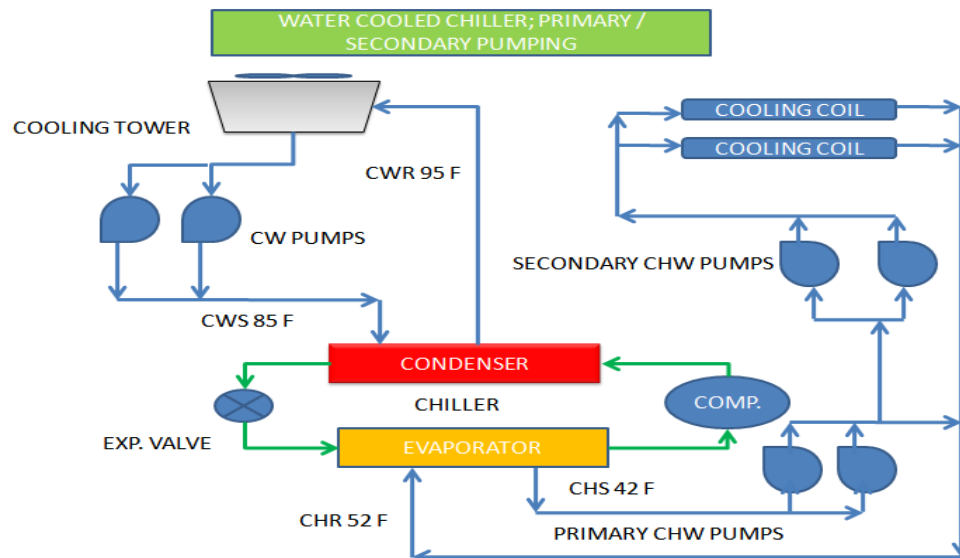 WATER COOLED CHILLER; PRIMARY /
SECONDARY PUMPING
COOLING TOWER
CWR 95 F
COOLING COIL
COOLING COIL
CW PUMPS
SECONDARY CHW PUMPS
CWS 85 F
CONDENSER
CHILLER
COMP.
EXP. VALVE
EVAPORATOR
CHS 42 F
CHR 52 F
PRIMARY CHW PUMPS